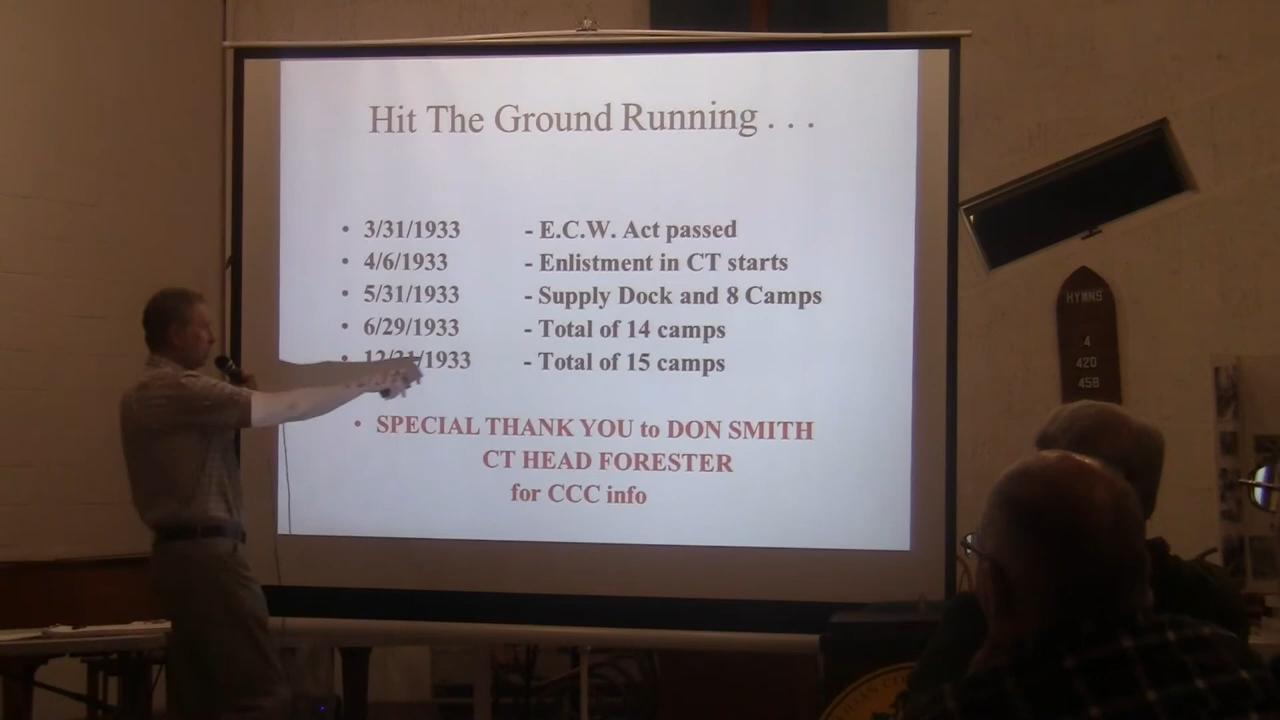 Hit The Ground Running . . .
• 3/31/1933 - E.C.W. Act passed
• 4/6/1933 - Enlistment in CT starts
• 5/31/1933 - Supply Dock and 8 Camps
• 6/29/1933 - Total of 14 camps
• 12/31/1933 - Total of 15 camps
• SPECIAL THANK YOU to DON SMITH
CT HEAD FORESTER
for CCC info
HYMNS
4
420
458